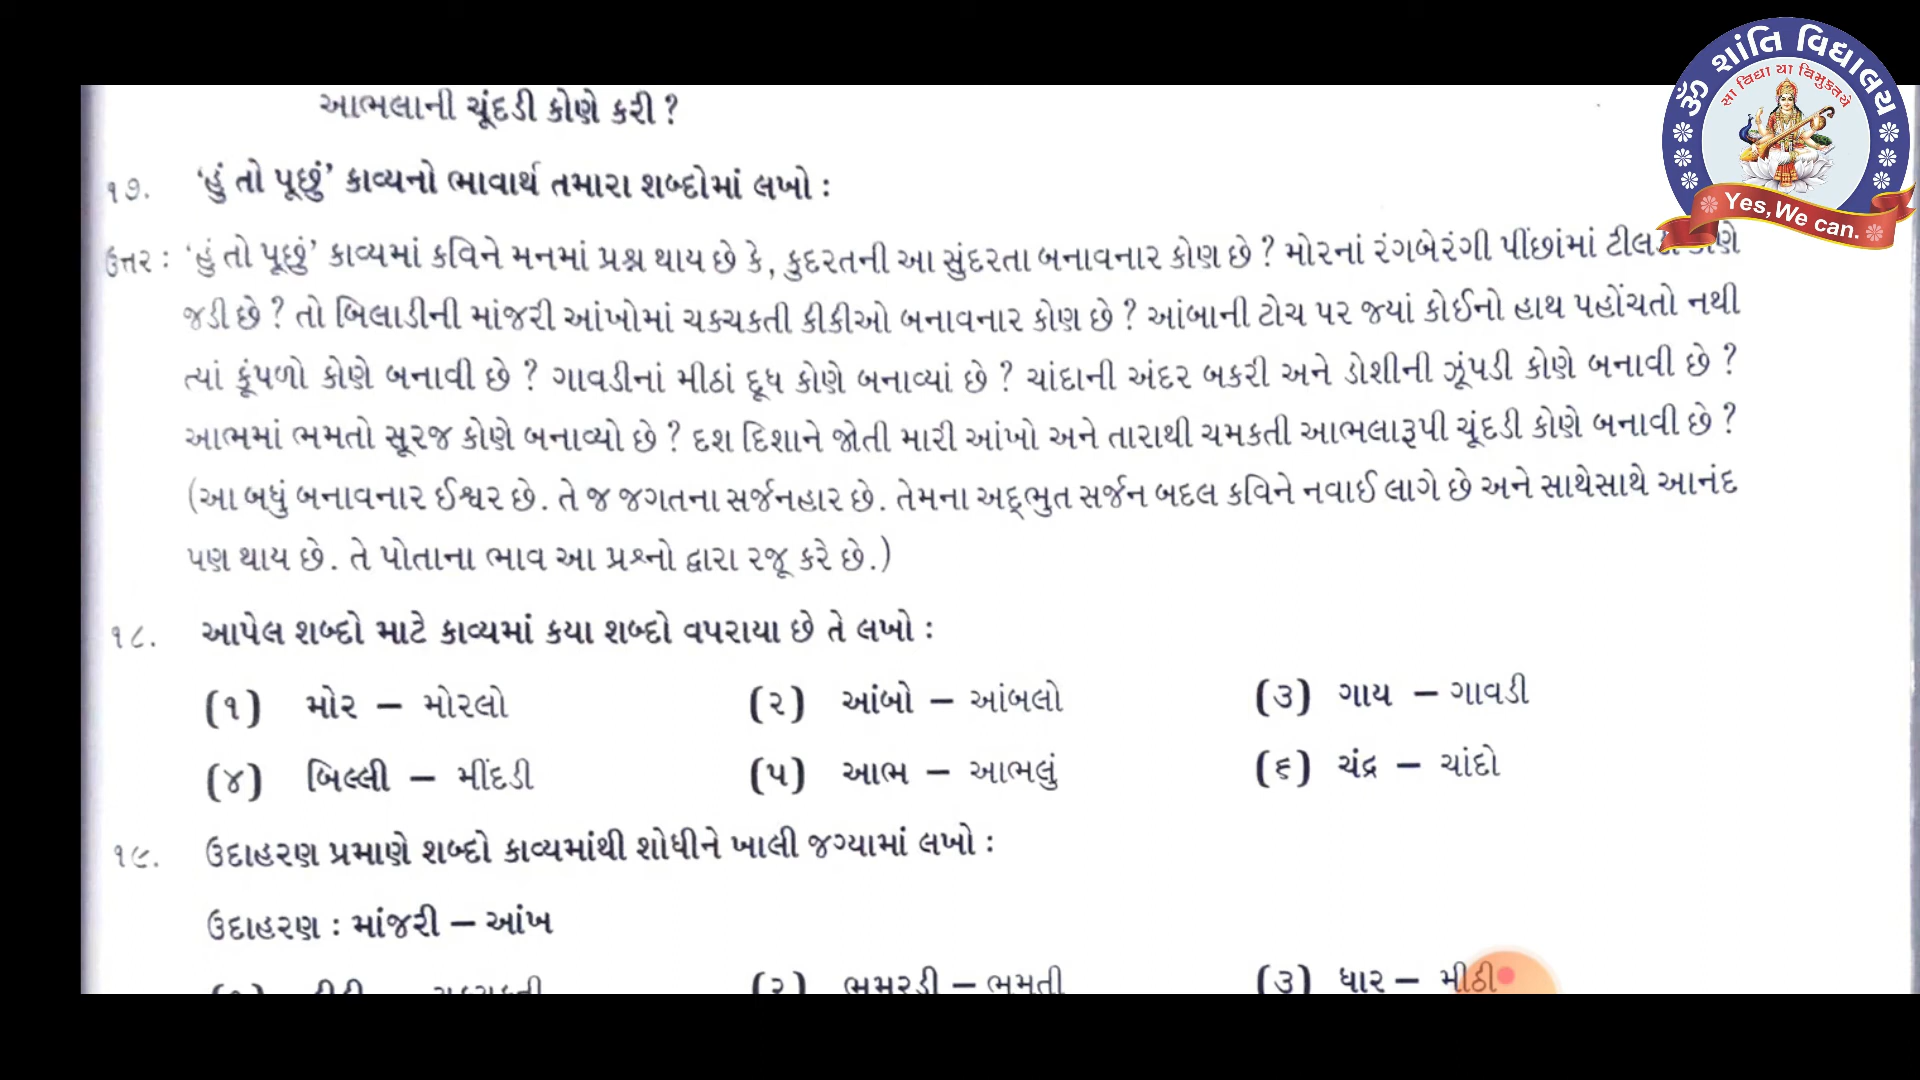 ૐ શાંતિ વિદ્યાલય
સા વિદ્યા યા વિમુક્તયે
Yes,We can.
આભલાની ચૂંદડી કોણે કરી ?
૧૭. ‘હું તો પૂછું’ કાવ્યનો ભાવાર્થ તમારા શબ્દોમાં લખો :
ઉત્તર : ‘હું તો પૂછું’ કાવ્યમાં કવિને મનમાં પ્રશ્ન થાય છે કે, કુદરતની આ સુંદરતા બનાવનાર કોણ છે ? મોરનાં રંગબેરંગી પીંછાંમાં
જડી છે ? તો બિલાડીની માંજરી આંખોમાં ચકચકતી કીકીઓ બનાવનાર કોણ છે ? આંબાની ટોચ પર જ્યાં કોઈનો હાથ પહોંચતો નથી
ત્યાં કૂંપળો કોણે બનાવી છે ? ગાવડીનાં મીઠાં દૂધ કોણે બનાવ્યાં છે ? ચાંદાની અંદર બકરી અને ડોશીની ઝૂંપડી કોણે બનાવી છે ?
આભમાં ભમતો સૂરજ કોણે બનાવ્યો છે ? દશ દિશાને જોતી મારી આંખો અને તારાથી ચમકતી આભલારૂપી ચૂંદડી કોણે બનાવી છે ?
(આ બધું બનાવનાર ઈશ્વર છે. તે જ જગતના સર્જનહાર છે. તેમના અદ્ભુત સર્જન બદલ કવિને નવાઈ લાગે છે અને સાથેસાથે આનંદ
પણ થાય છે. તે પોતાના ભાવ આ પ્રશ્નો દ્વારા રજૂ કરે છે.)
૧૮. આપેલ શબ્દો માટે કાવ્યમાં કયા શબ્દો વપરાયા છે તે લખો :
(૧) મોર – મોરલો (૨) આંબો – આંબલો (૩) ગાય – ગાવડી
(૪) બિલ્લી – મીંદડી (૫) આભ – આભલું (૬) ચંદ્ર – ચાંદો
૧૯. ઉદાહરણ પ્રમાણે શબ્દો કાવ્યમાંથી શોધીને ખાલી જગ્યામાં લખો :
ઉદાહરણ : માંજરી – આંખ
(૨) ભમરડી – ભમતી (૩) ધાર – મીઠી